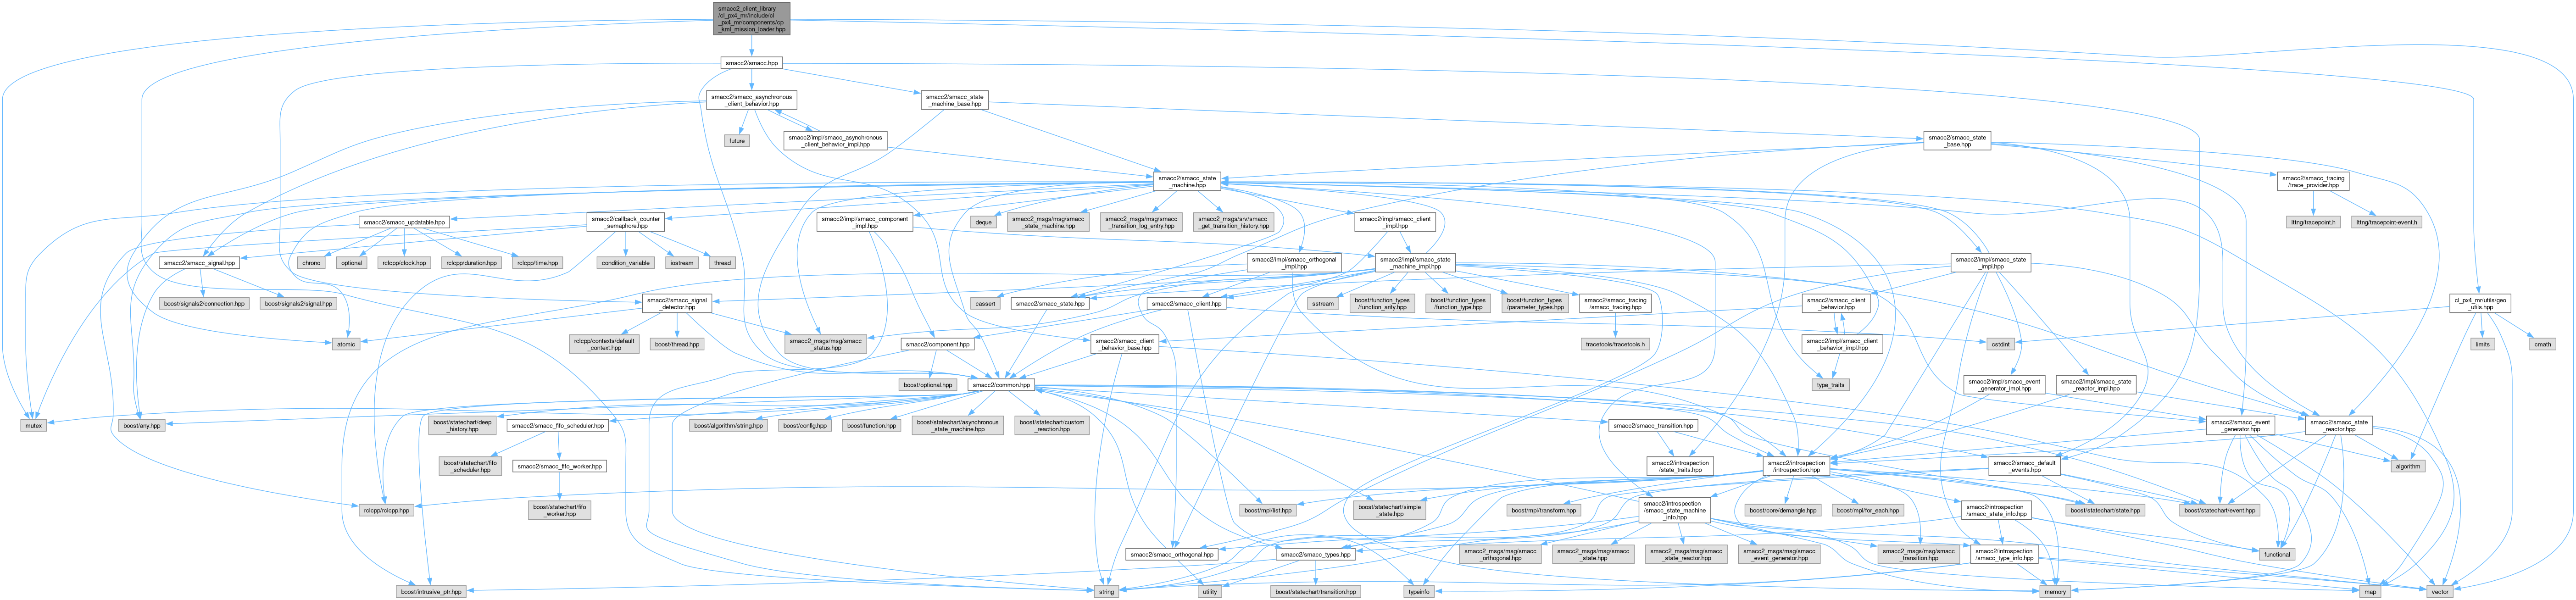 smacc2_client_library
/cl_px4_mr/include/cl
_px4_mr/components/cp
_kml_mission_loader.hpp
smacc2/smacc.hpp
smacc2/smacc_asynchronous
_client_behavior.hpp
smacc2/smacc_state
_machine_base.hpp
future
smacc2/impl/smacc_asynchronous
_client_behavior_impl.hpp
smacc2/smacc_state
_base.hpp
smacc2/smacc_state
_machine.hpp
smacc2/smacc_tracing
/trace_provider.hpp
smacc2/smacc_updatable.hpp
smacc2/callback_counter
_semaphore.hpp
smacc2/impl/smacc_component
_impl.hpp
deque
smacc2_msgs/msg/smacc
_state_machine.hpp
smacc2_msgs/msg/smacc
_transition_log_entry.hpp
smacc2_msgs/srv/smacc
_get_transition_history.hpp
smacc2/impl/smacc_client
_impl.hpp
lttng/tracepoint.h
lttng/tracepoint-event.h
smacc2/smacc_signal.hpp
chrono
optional
rclcpp/clock.hpp
rclcpp/duration.hpp
rclcpp/time.hpp
condition_variable
iostream
thread
smacc2/impl/smacc_orthogonal
_impl.hpp
smacc2/impl/smacc_state
_machine_impl.hpp
smacc2/impl/smacc_state
_impl.hpp
boost/signals2/connection.hpp
boost/signals2/signal.hpp
smacc2/smacc_signal
_detector.hpp
cassert
smacc2/smacc_state.hpp
smacc2/smacc_client.hpp
sstream
boost/function_types
/function_arity.hpp
boost/function_types
/function_type.hpp
boost/function_types
/parameter_types.hpp
smacc2/smacc_tracing
/smacc_tracing.hpp
smacc2/smacc_client
_behavior.hpp
cl_px4_mr/utils/geo
_utils.hpp
atomic
rclcpp/contexts/default
_context.hpp
boost/thread.hpp
smacc2_msgs/msg/smacc
_status.hpp
smacc2/component.hpp
smacc2/smacc_client
_behavior_base.hpp
tracetools/tracetools.h
smacc2/impl/smacc_client
_behavior_impl.hpp
cstdint
limits
cmath
boost/optional.hpp
smacc2/common.hpp
type_traits
smacc2/impl/smacc_event
_generator_impl.hpp
smacc2/impl/smacc_state
_reactor_impl.hpp
mutex
boost/any.hpp
boost/statechart/deep
_history.hpp
smacc2/smacc_fifo_scheduler.hpp
boost/algorithm/string.hpp
boost/config.hpp
boost/function.hpp
boost/statechart/asynchronous
_state_machine.hpp
boost/statechart/custom
_reaction.hpp
smacc2/smacc_transition.hpp
smacc2/smacc_event
_generator.hpp
smacc2/smacc_state
_reactor.hpp
boost/statechart/fifo
_scheduler.hpp
smacc2/smacc_fifo_worker.hpp
smacc2/introspection
/state_traits.hpp
smacc2/introspection
/introspection.hpp
smacc2/smacc_default
_events.hpp
algorithm
rclcpp/rclcpp.hpp
boost/statechart/fifo
_worker.hpp
boost/mpl/list.hpp
boost/statechart/simple
_state.hpp
boost/mpl/transform.hpp
smacc2/introspection
/smacc_state_machine
_info.hpp
boost/core/demangle.hpp
boost/mpl/for_each.hpp
smacc2/introspection
/smacc_state_info.hpp
boost/statechart/state.hpp
boost/statechart/event.hpp
smacc2/smacc_orthogonal.hpp
smacc2/smacc_types.hpp
smacc2_msgs/msg/smacc
_orthogonal.hpp
smacc2_msgs/msg/smacc
_state.hpp
smacc2_msgs/msg/smacc
_state_reactor.hpp
smacc2_msgs/msg/smacc
_event_generator.hpp
smacc2_msgs/msg/smacc
_transition.hpp
smacc2/introspection
/smacc_type_info.hpp
functional
boost/intrusive_ptr.hpp
string
utility
boost/statechart/transition.hpp
typeinfo
memory
map
vector